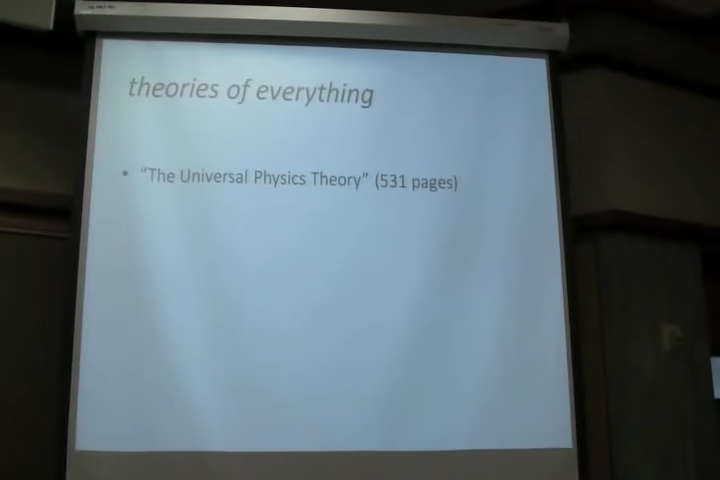 theories of everything
• “The Universal Physics Theory” (531 pages)